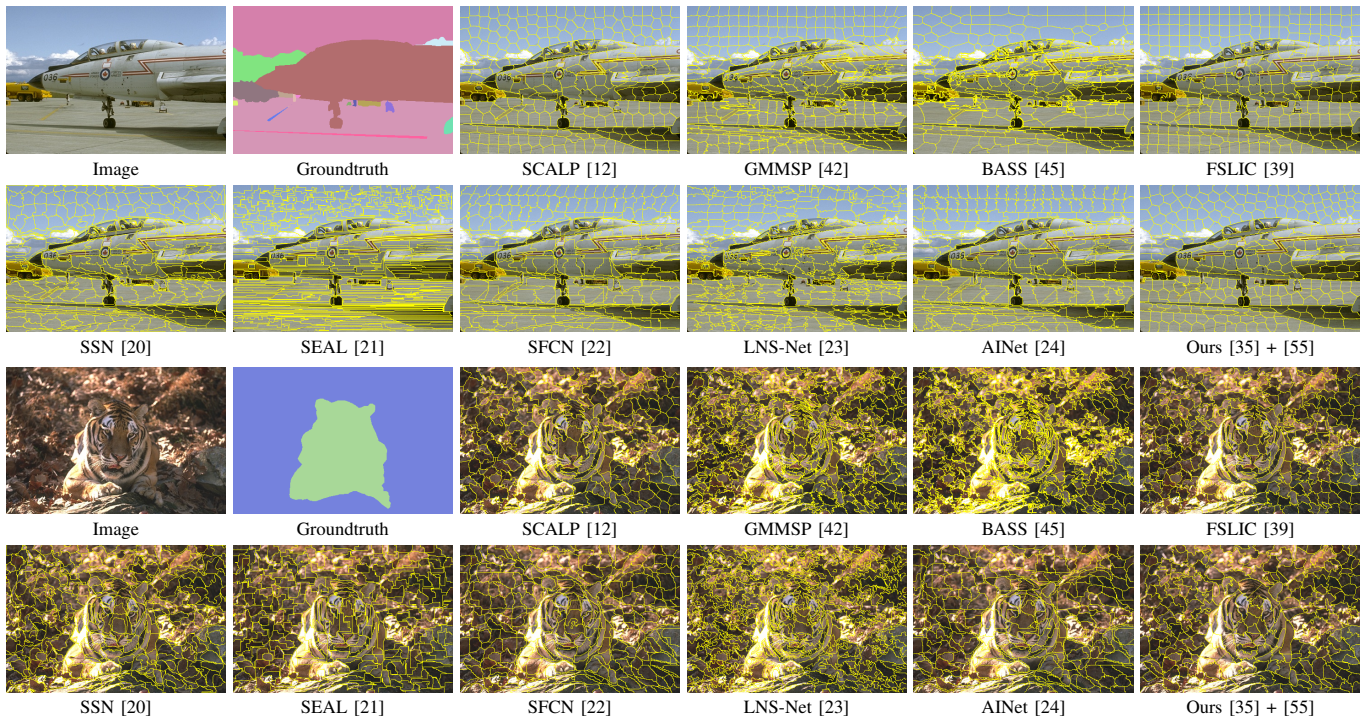 036
Image
Groundtruth
SCALP [12]
GMMSP [42]
BASS [45]
FSLIC [39]
SSN [20]
SEAL [21]
SFCN [22]
LNS-Net [23]
AINet [24]
Ours [35] + [55]
Image
Groundtruth
SCALP [12]
GMMSP [42]
BASS [45]
FSLIC [39]
SSN [20]
SEAL [21]
SFCN [22]
LNS-Net [23]
AINet [24]
Ours [35] + [55]